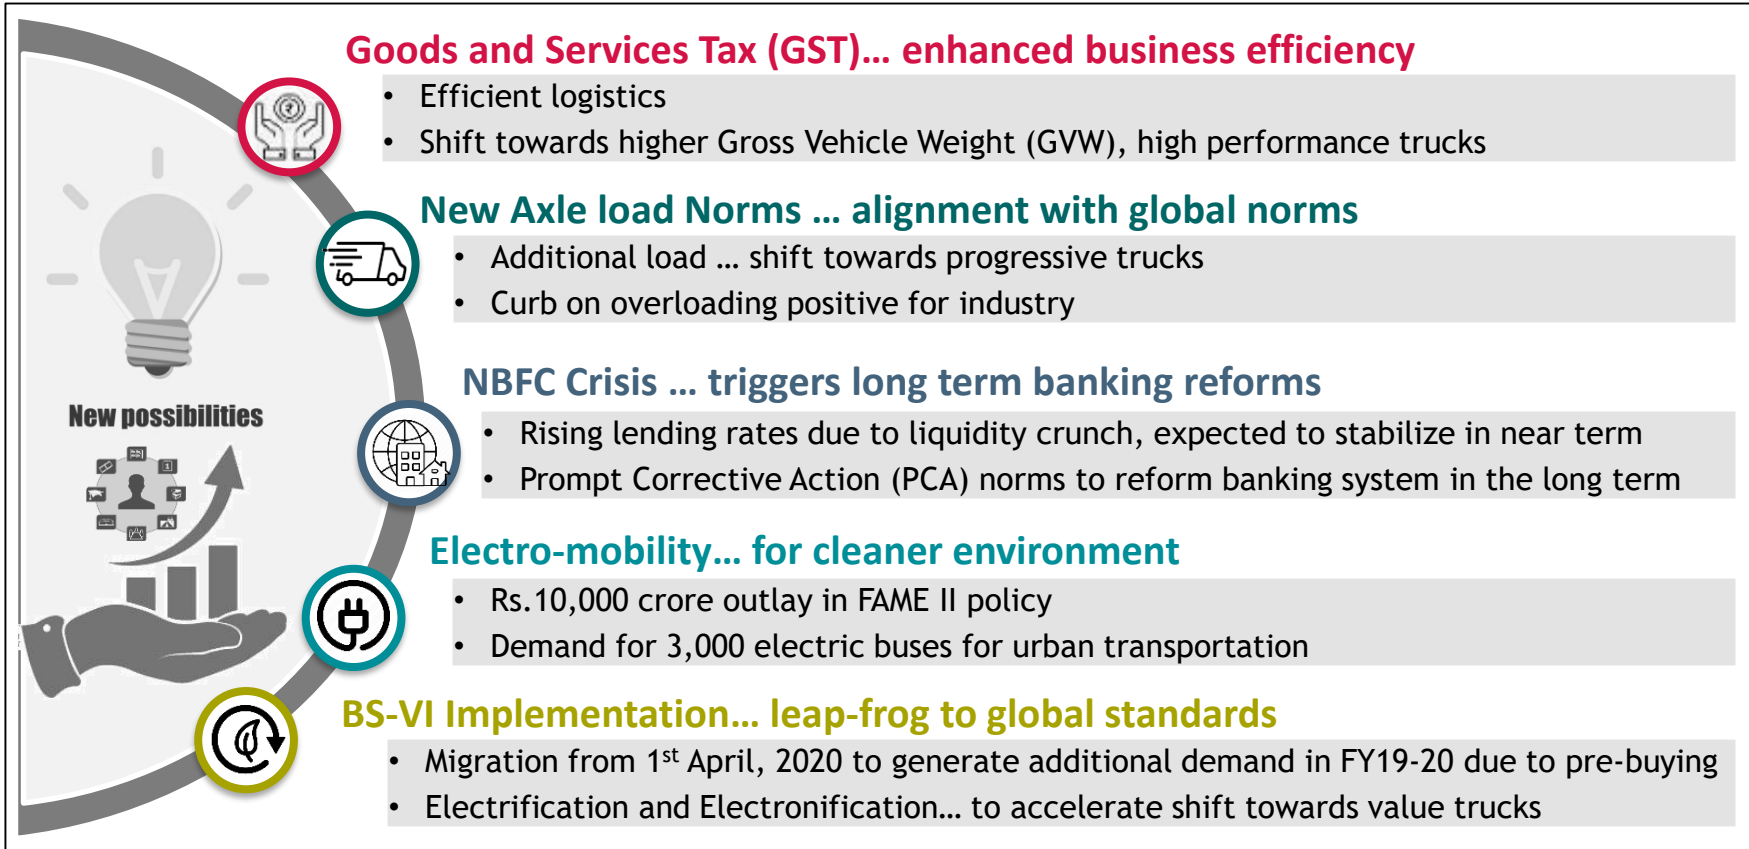 Goods and Services Tax (GST)... enhanced business efficiency
• Efficient logistics
• Shift towards higher Gross Vehicle Weight (GVW), high performance trucks
New Axle load Norms ... alignment with global norms
• Additional load ... shift towards progressive trucks
• Curb on overloading positive for industry
NBFC Crisis ... triggers long term banking reforms
New possibilities
• Rising lending rates due to liquidity crunch, expected to stabilize in near term
• Prompt Corrective Action (PCA) norms to reform banking system in the long term
Electro-mobility... for cleaner environment
• Rs.10,000 crore outlay in FAME II policy
• Demand for 3,000 electric buses for urban transportation
BS-VI Implementation... leap-frog to global standards
• Migration from 1st April, 2020 to generate additional demand in FY19-20 due to pre-buying
• Electrification and Electronification... to accelerate shift towards value trucks